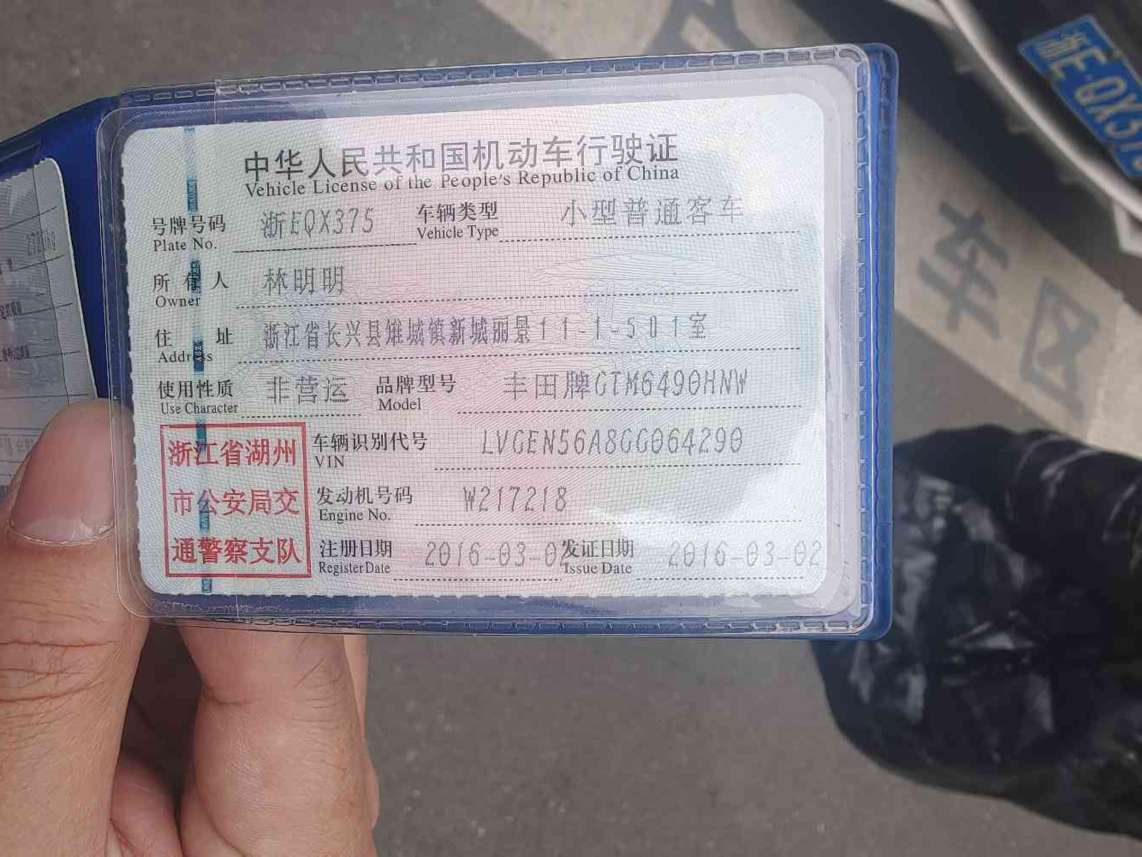 中华人民共和国机动车行驶证
Vehicle License of the People's Republic of China
号牌号码 浙EQX375 车辆类型 小型普通客车
Plate No. Vehicle Type
所有人 林明明
Owner
住址 浙江省长兴县雉城镇新城丽景11-1-501室
Address
使用性质 非营运 品牌型号 丰田牌GTM6490HNW
Use Character Model
浙江省湖州
市公安局交
通警察支队
车辆识别代号 LVGEN56A8GG064290
VIN
发动机号码 W217218
Engine No.
注册日期 2016-03-02 发证日期 2016-03-02
Register Date Issue Date
浙E·QX375
车区